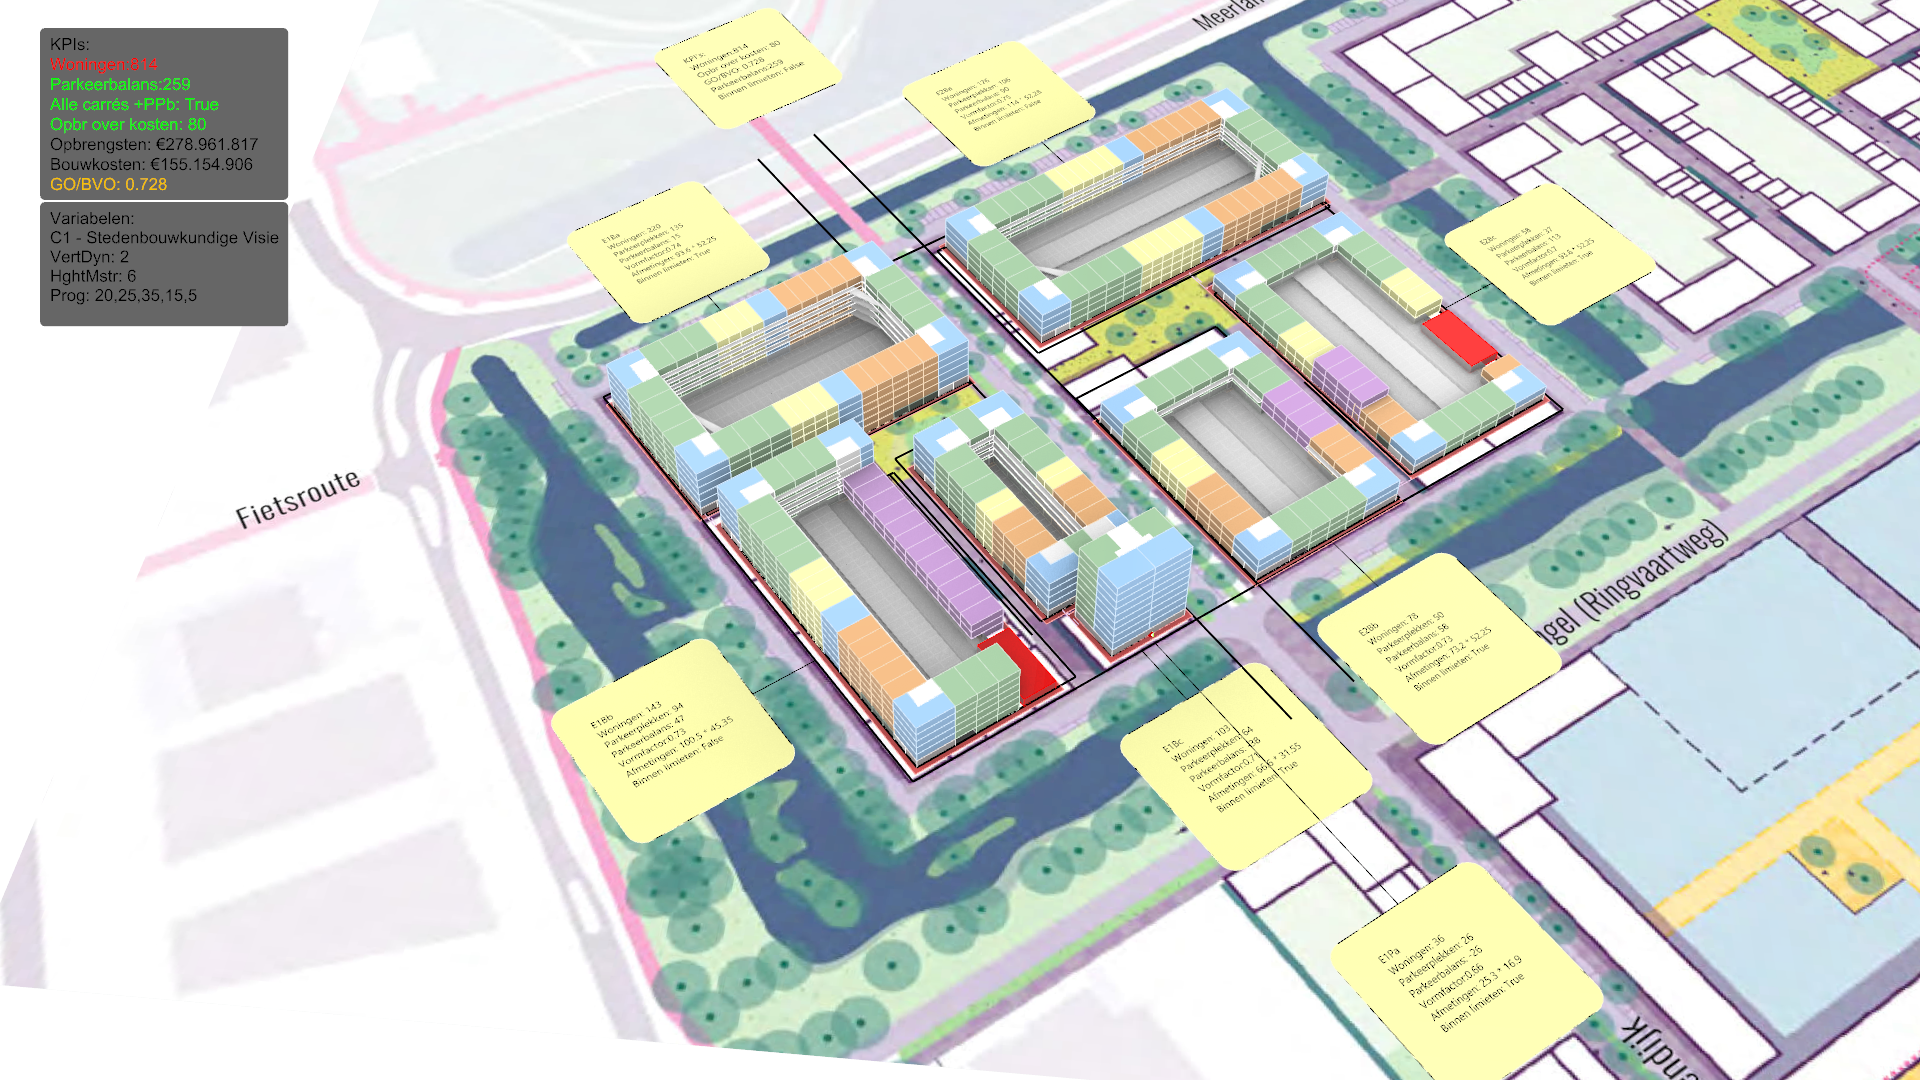 KPIs:
Woningen:814
Parkeerbalans:259
Alle carrés +PPb: True
Opbr over kosten: 80
Opbrengsten: €278.961.817
Bouwkosten: €155.154.906
GO/BVO: 0.728
Variabelen:
C1 - Stedenbouwkundige Visie
VertDyn: 2
HghtMstr: 6
Prog: 20,25,35,15,5
KPI's:
Woningen:814
Opbr over kosten: 80
GO/BVO: 0.728
Parkeerbalans:259
Binnen limieten: False
E2Ba
Woningen: 126
Parkeerplekken: 106
Parkeerbalans: 90
Vormfactor:0.75
Afmetingen: 114 * 52.28
Binnen limieten: False
E1Ba
Woningen: 220
Parkeerplekken: 135
Parkeerbalans: 15
Vormfactor:0.74
Afmetingen: 93.6 * 52.25
Binnen limieten: True
E2Bc
Woningen: 58
Parkeerplekken: 37
Parkeerbalans: 113
Vormfactor:0.7
Afmetingen: 93.6 * 52.25
Binnen limieten: True
E2Bb
Woningen: 78
Parkeerplekken: 50
Parkeerbalans: 58
Vormfactor:0.73
Afmetingen: 73.2 * 52.25
Binnen limieten: True
E1Bb
Woningen: 143
Parkeerplekken: 94
Parkeerbalans: 47
Vormfactor:0.73
Afmetingen: 100.5 * 45.35
Binnen limieten: False
E1Bc
Woningen: 103
Parkeerplekken: 64
Parkeerbalans: -38
Vormfactor:0.71
Afmetingen: 66.6 * 31.55
Binnen limieten: True
E1Pa
Woningen: 36
Parkeerplekken: 26
Parkeerbalans: -26
Vormfactor:0.66
Afmetingen: 25.3 * 16.9
Binnen limieten: True
Fietsroute
Meerlan
ngel (Ringvaartweg)
endijk